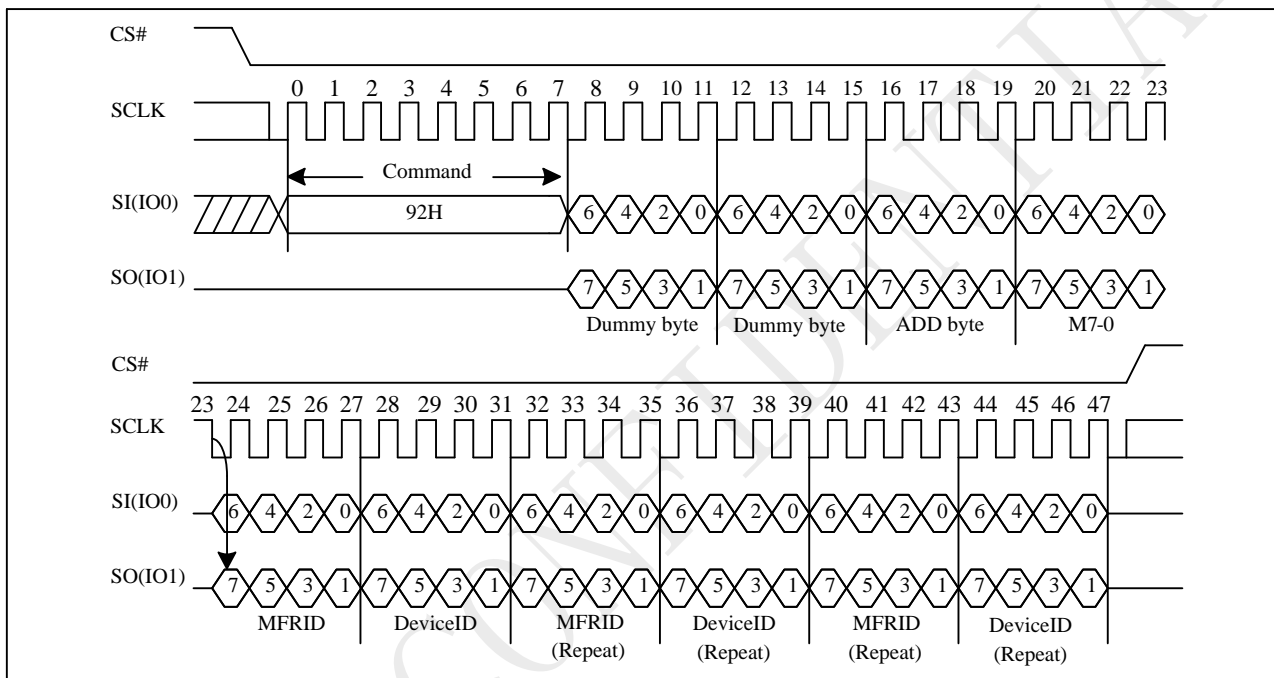 CS#
0 1 2 3 4 5 6 7 8 9 10 11 12 13 14 15 16 17 18 19 20 21 22 23
SCLK
Command
SI(IO0)
92H 6 4 2 0 6 4 2 0 6 4 2 0 6 4 2 0
SO(IO1)
7 5 3 1 7 5 3 1 7 5 3 1 7 5 3 1
Dummy byte Dummy byte ADD byte M7-0
CS#
23 24 25 26 27 28 29 30 31 32 33 34 35 36 37 38 39 40 41 42 43 44 45 46 47
SCLK
SI(IO0) 6 4 2 0 6 4 2 0 6 4 2 0 6 4 2 0 6 4 2 0 6 4 2 0
SO(IO1) 7 5 3 1 7 5 3 1 7 5 3 1 7 5 3 1 7 5 3 1 7 5 3 1
MFRID DeviceID MFRID DeviceID MFRID DeviceID
(Repeat) (Repeat) (Repeat) (Repeat)
CONFIDENTIA